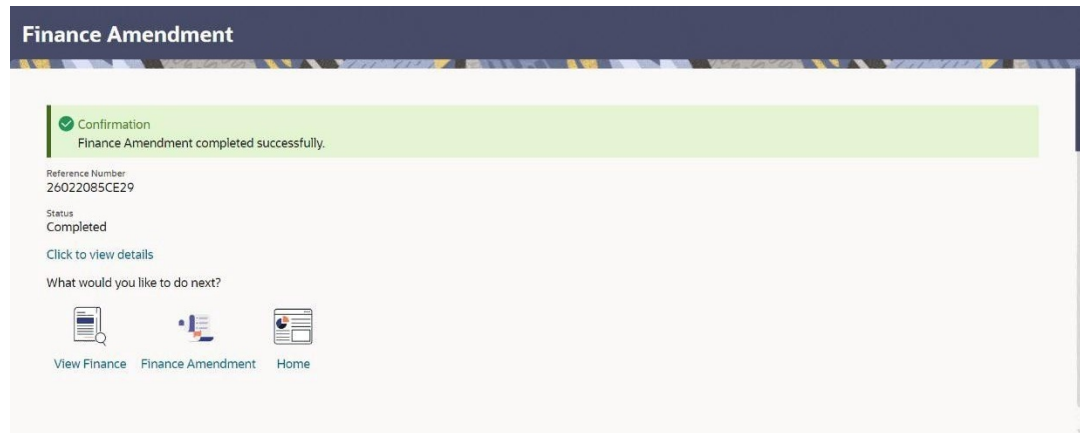 Finance Amendment
Confirmation
Finance Amendment completed successfully.
Reference Number
26022085CE29
Status
Completed
Click to view details
What would you like to do next?
View Finance Finance Amendment Home